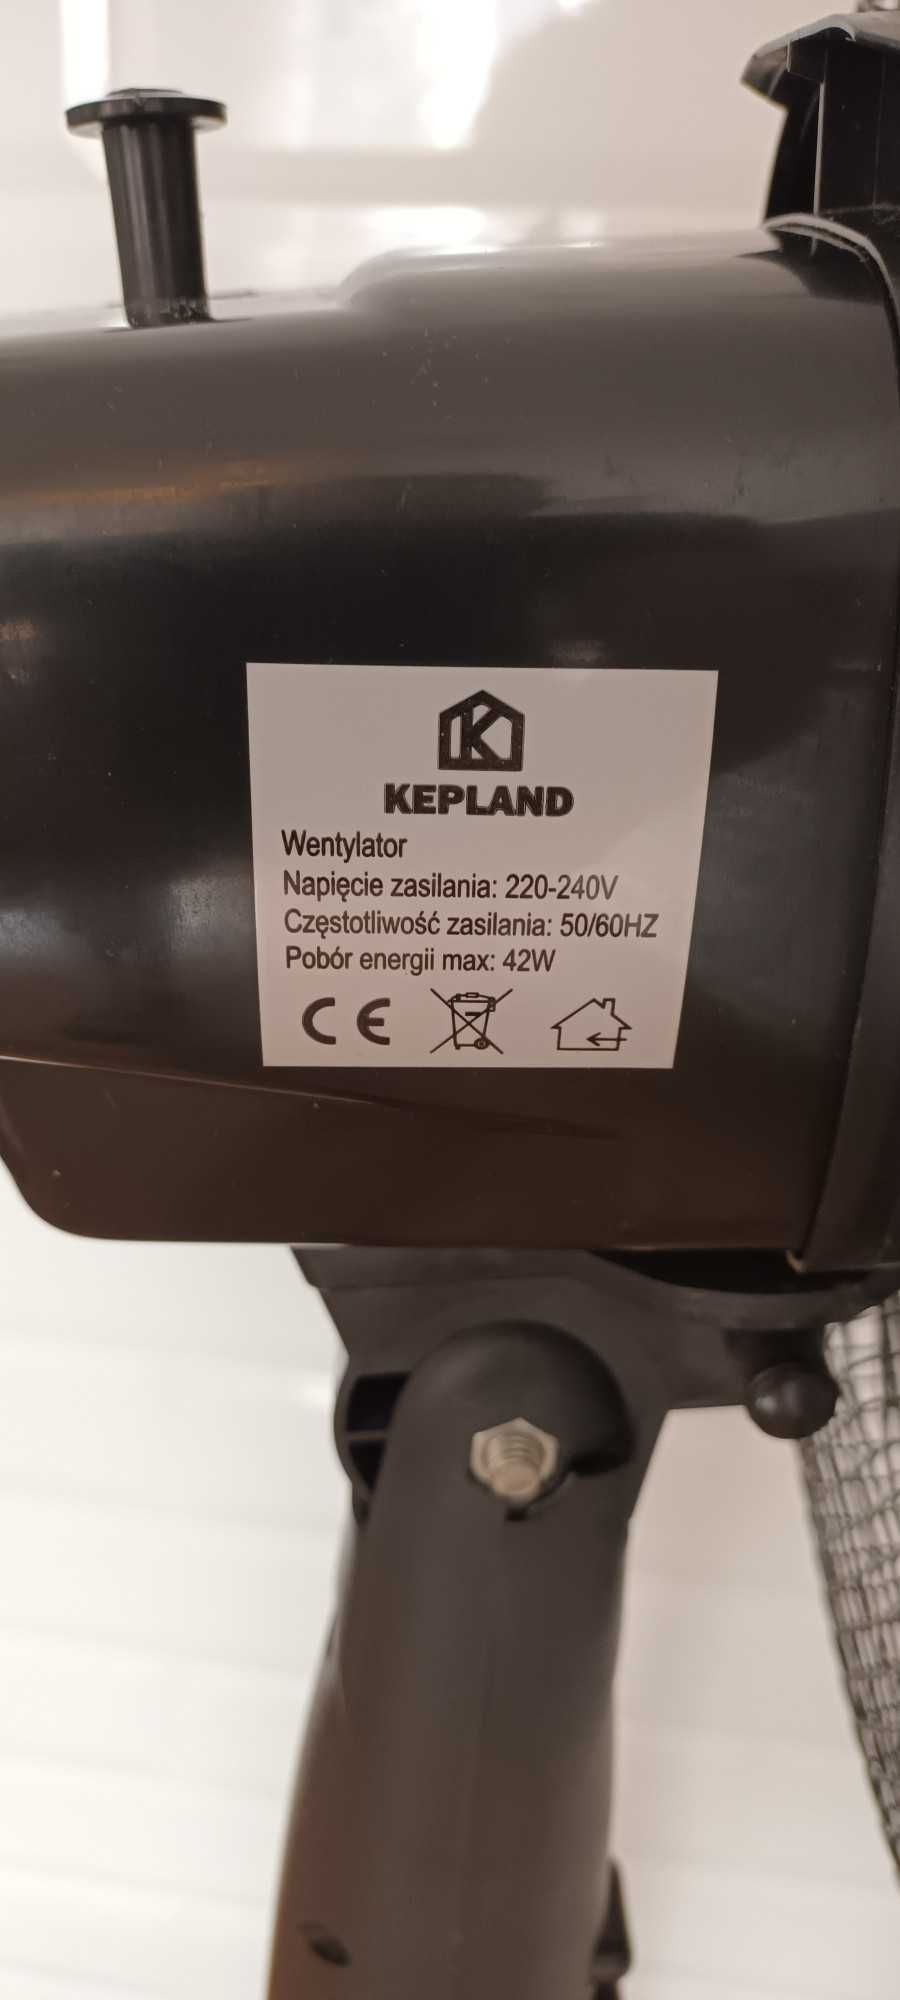 KEPLAND
Wentylator
Napięcie zasilania: 220-240V
Częstotliwość zasilania: 50/60HZ
Pobór energii max: 42W
CE